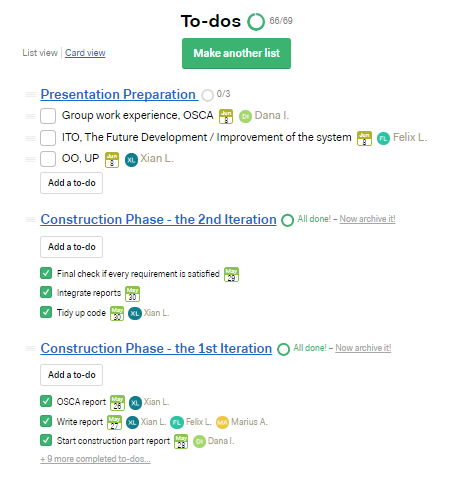 To-dos 66/69
List view | Card view
Make another list
Presentation Preparation 0/3
Group work experience, OSCA Jun 8 DI Dana I.
ITO, The Future Development / Improvement of the system Jun 8 FL Felix L.
OO, UP Jun 8 XL Xian L.
Add a to-do
Construction Phase - the 2nd Iteration All done! – Now archive it!
Add a to-do
Final check if every requirement is satisfied May 29
Integrate reports May 30
Tidy up code May 30 XL Xian L.
Construction Phase - the 1st Iteration All done! – Now archive it!
Add a to-do
OSCA report May 26 XL Xian L.
Write report May 27 XL Xian L. FL Felix L. MA Marius A.
Start construction part report May DI Dana I.
+ 9 more completed to-dos...